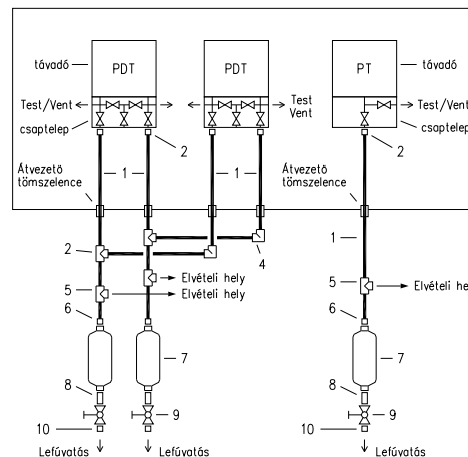 távadó
PDT
PDT
PT
távadó
Test/Vent
Test
Vent
Test/Vent
csaptelep
csaptelep
2
2
Átvezető
tömszelence
1
1
Átvezető
tömszelence
1
2
4
Elvételi hely
5
Elvételi hely
5
Elvételi he
6
6
7
7
8
8
9
9
10
10
Lefúvatás
Lefúvatás
Lefúvatás